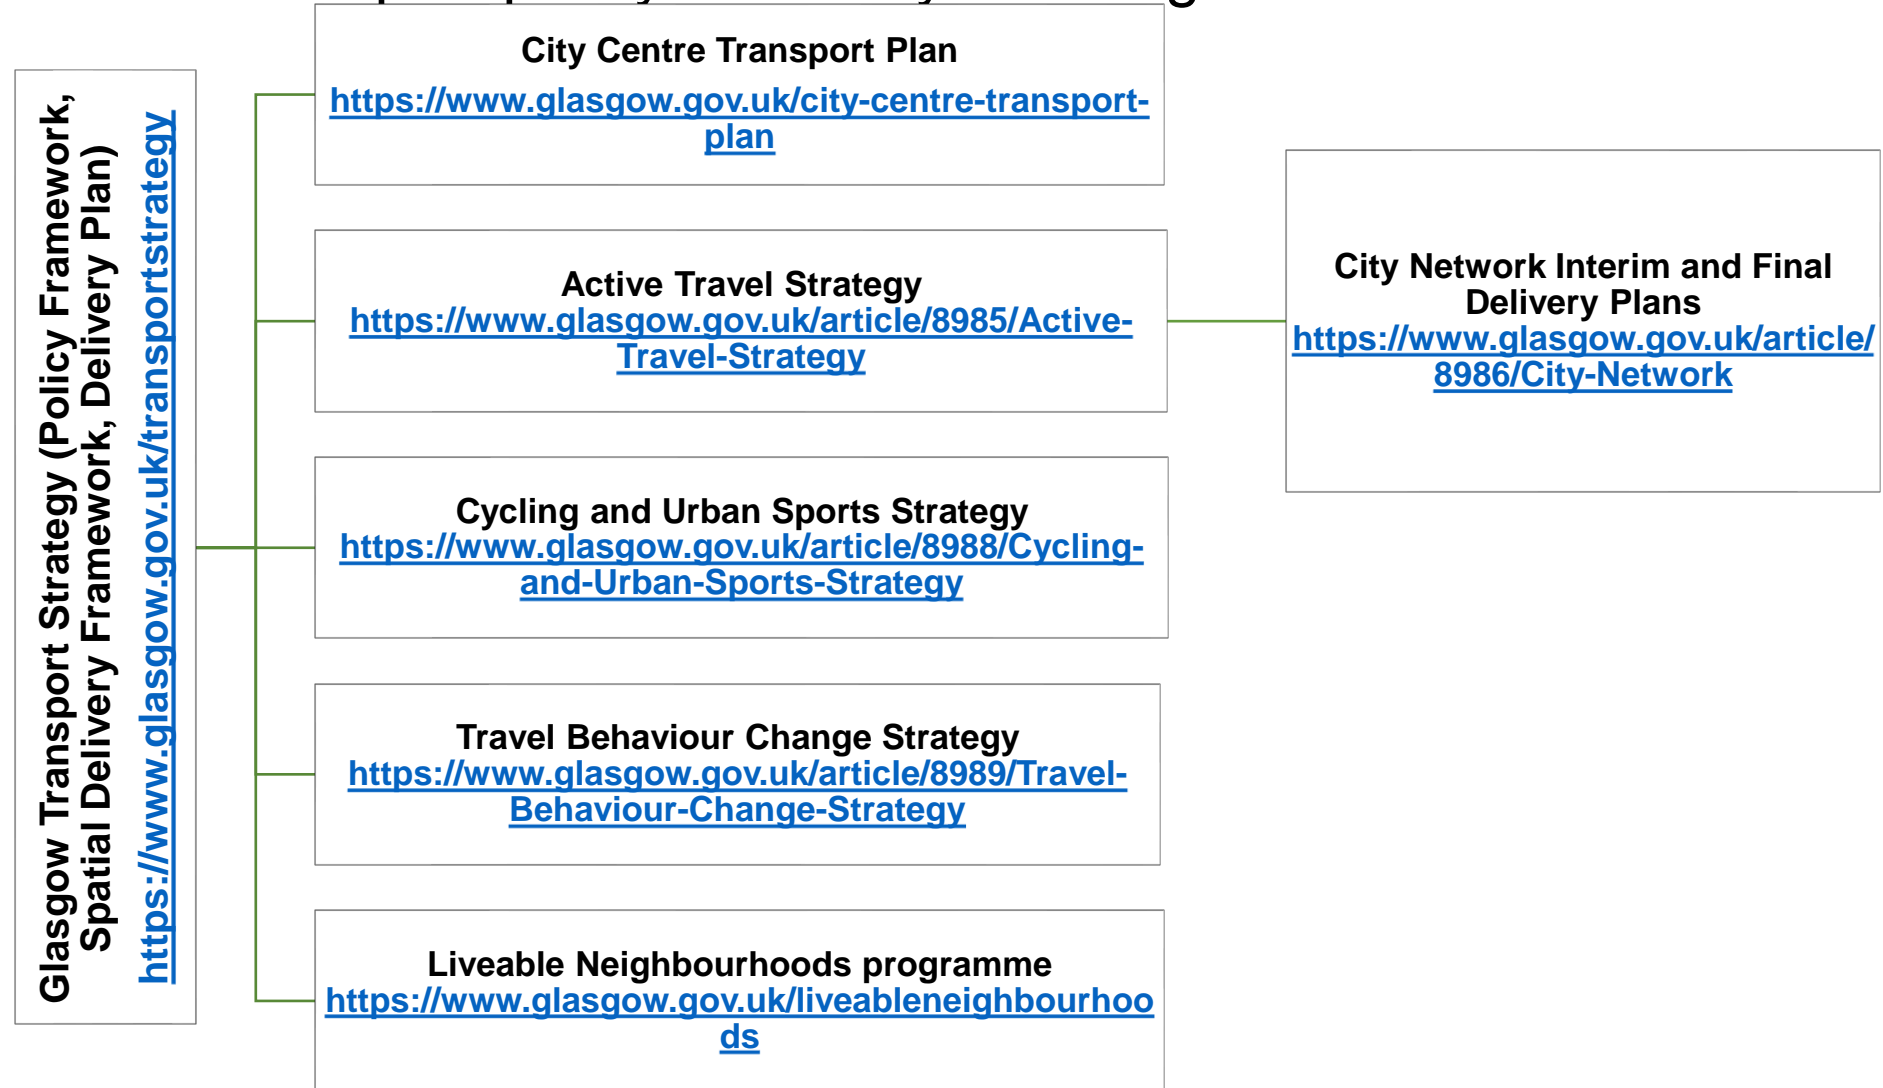 Glasgow Transport Strategy (Policy Framework,
Spatial Delivery Framework, Delivery Plan)
https://www.glasgow.gov.uk/transportstrategy
City Centre Transport Plan
https://www.glasgow.gov.uk/city-centre-transport-
plan
Active Travel Strategy
https://www.glasgow.gov.uk/article/8985/Active-
Travel-Strategy
City Network Interim and Final
Delivery Plans
https://www.glasgow.gov.uk/article/
8986/City-Network
Cycling and Urban Sports Strategy
https://www.glasgow.gov.uk/article/8988/Cycling-
and-Urban-Sports-Strategy
Travel Behaviour Change Strategy
https://www.glasgow.gov.uk/article/8989/Travel-
Behaviour-Change-Strategy
Liveable Neighbourhoods programme
https://www.glasgow.gov.uk/liveableneighbourhoo
ds